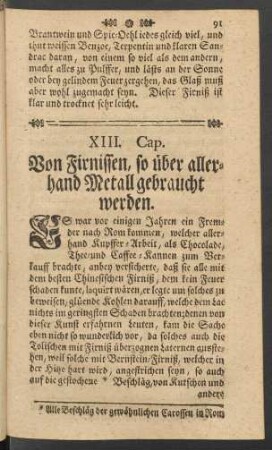 91
Brantwein und Spic-Oehl jedes gleich viel, und
thut weissen Benzoe, Terpentin und klaren San-
drac daran, von einem so viel als dem andern,
macht alles zu Pulffer, und läßts an der Sonne
oder bey gelindem Feuer zergehen, das Glaß muß
aber wohl zugemacht seyn. Dieser Firniß ist
klar und trocknet sehr leicht.
XIII. Cap.
Von Firnissen, so über aller-
hand Metall gebraucht
werden.
ES war vor einigen Jahren ein Frem-
der nach Rom kommen, welcher aller-
hand Kupffer-Arbeit, als Chocolade,
Thee- und Caffee-Kannen zum Ver-
kauff brachte, anbey versicherte, daß sie alle mit
dem besten Chinesischen Firniß, dem kein Feuer
schaden kunte, laquirt wären, er legte um solches zu
beweisen, glüende Kohlen darauff, welche dem Lac
nichts im geringsten Schaden brachten; denen von
dieser Kunst erfahrnen Leuten, kam die Sache
eben nicht so wunderlich vor, da solches auch die
Tolischen mit Firniß überzognen Laternen ausste-
hen, weil solche mit Bernstein-Firniß, welcher in
der Hitze hart wird, angestrichen seyn, so auch
auf die gestochene * Beschläg, von Kutschen und
andern
* Alle Beschläg der gewöhnlichen Carossen in Rom